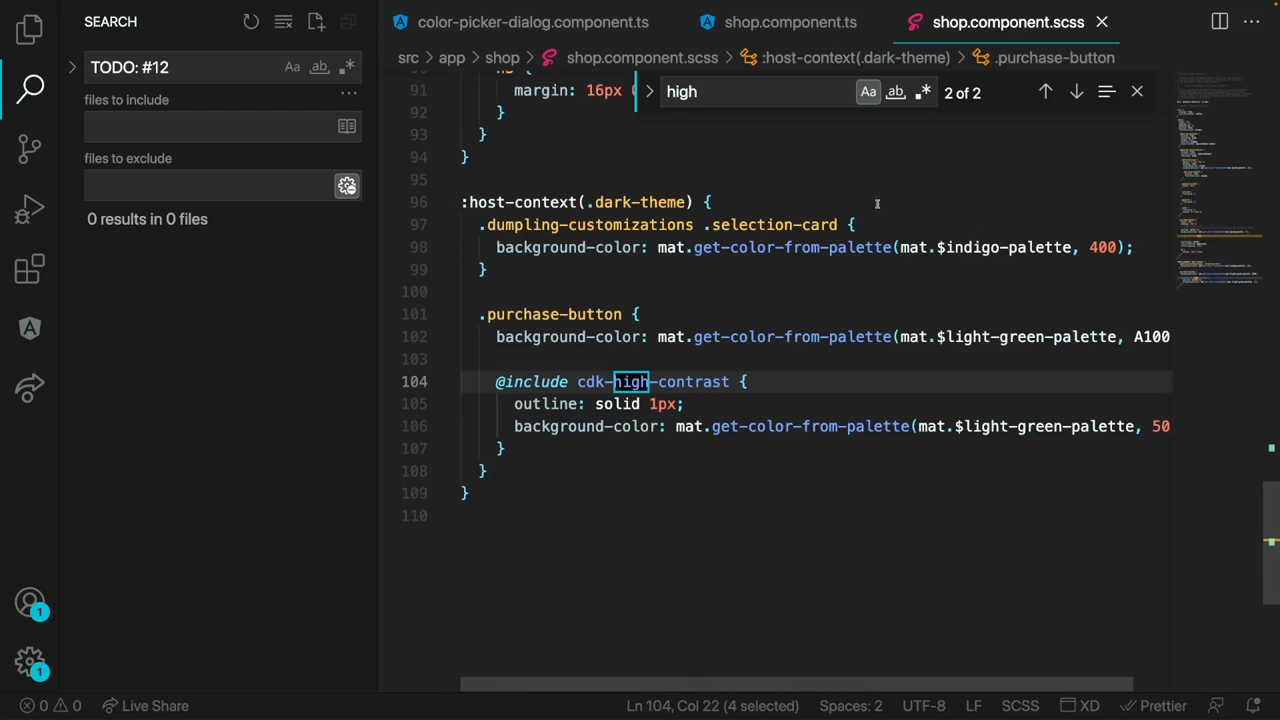 SEARCH
TODO: #12
Aa ab .*
files to include
files to exclude
0 results in 0 files
1
1
color-picker-dialog.component.ts shop.component.ts shop.component.scss
src > app > shop > shop.component.scss > :host-context(.dark-theme) > .purchase-button
high Aa ab .* 2 of 2
91 margin: 16px
92 }
93 }
94 }
95
96 :host-context(.dark-theme) {
97 .dumpling-customizations .selection-card {
98 background-color: mat.get-color-from-palette(mat.$indigo-palette, 400);
99 }
100
101 .purchase-button {
102 background-color: mat.get-color-from-palette(mat.$light-green-palette, A100
103
104 @include cdk-high-contrast {
105 outline: solid 1px;
106 background-color: mat.get-color-from-palette(mat.$light-green-palette, 50
107 }
108 }
109 }
110
0 0 Live Share Ln 104, Col 22 (4 selected) Spaces: 2 UTF-8 LF SCSS XD Prettier